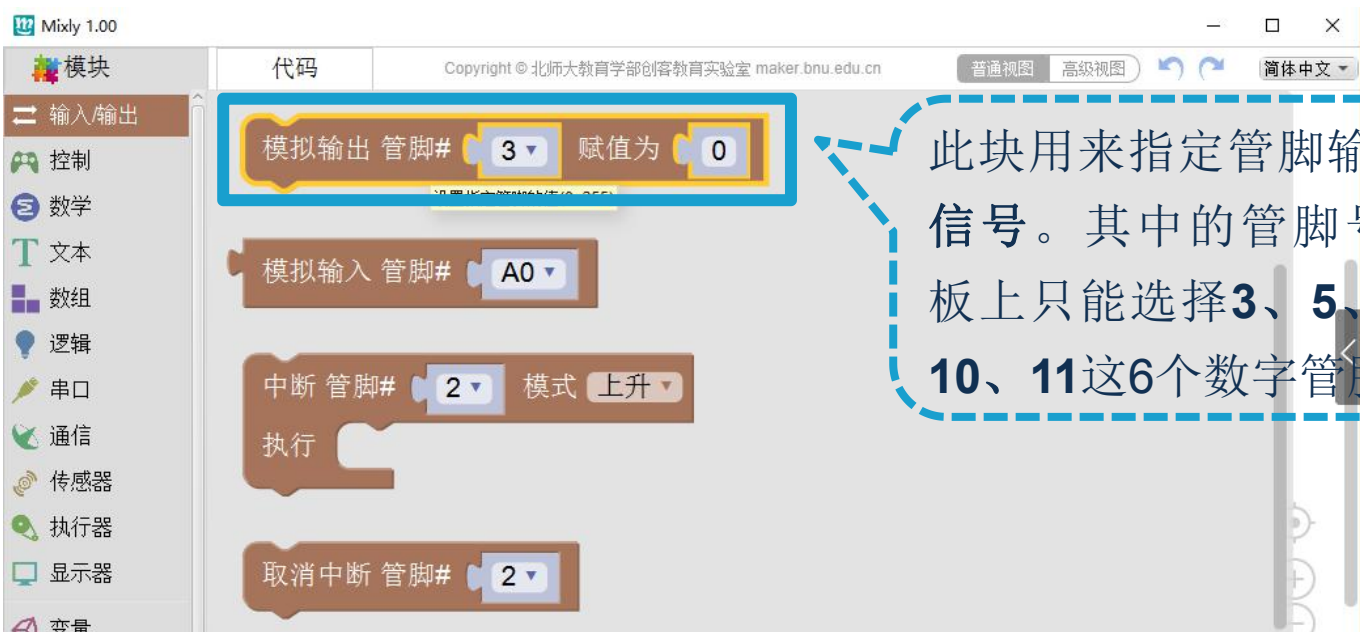 Mixly 1.00
模块
代码
Copyright © 北师大教育学部创客教育实验室 maker.bnu.edu.cn
普通视图 高级视图
简体中文
输入/输出
控制
数学
文本
数组
逻辑
串口
通信
传感器
执行器
显示器
变量
模拟输出 管脚# 3 赋值为 0
模拟输入 管脚# A0
中断 管脚# 2 模式 上升
执行
取消中断 管脚# 2
此块用来指定管脚输
信号。其中的管脚号
板上只能选择3、5、
10、11这6个数字管脚